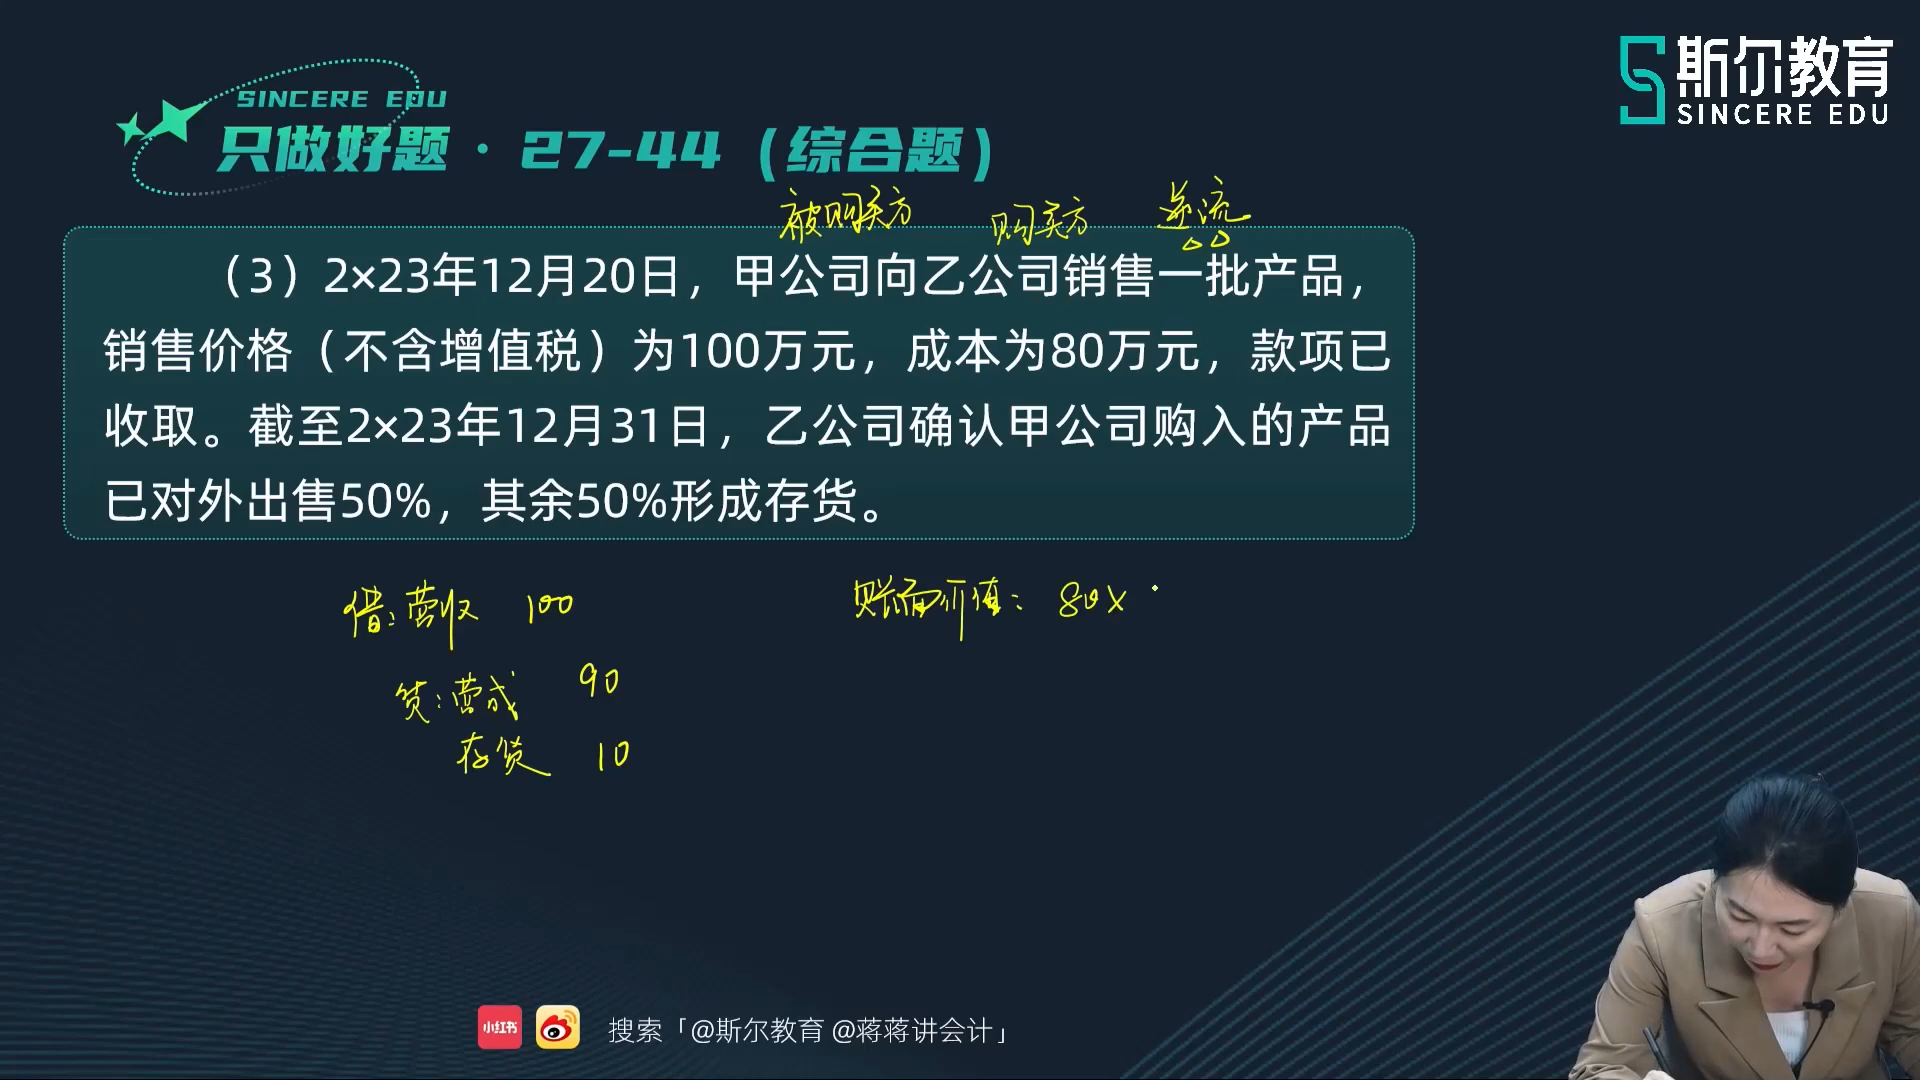 斯尔教育
SINCERE EDU
SINCERE EDU
只做好题·27-44（综合题）
被购买方 购买方 逆流
（3）2×23年12月20日，甲公司向乙公司销售一批产品，
销售价格（不含增值税）为100万元，成本为80万元，款项已
收取。截至2×23年12月31日，乙公司确认甲公司购入的产品
已对外出售50%，其余50%形成存货。
借：营收 100
贷：营成 90
存货 10
账面价值：80×
小红书
搜索「@斯尔教育 @蒋蒋讲会计」